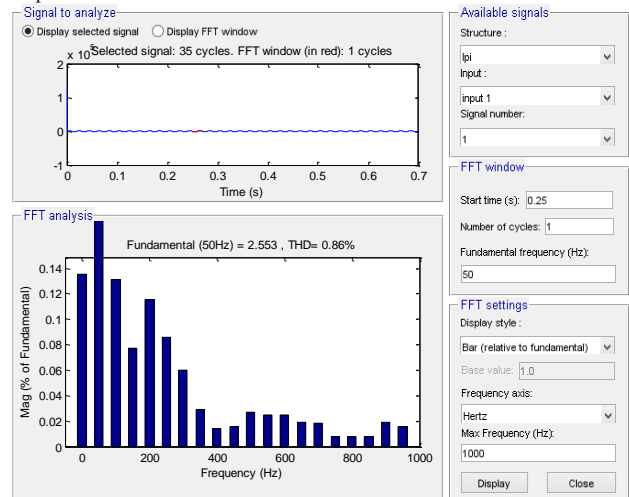 Signal to analyze
Display selected signal Display FFT window
x 10^5
Selected signal: 35 cycles. FFT window (in red): 1 cycles
2
1
0
-1
0 0.1 0.2 0.3 0.4 0.5 0.6 0.7
Time (s)
FFT analysis
Fundamental (50Hz) = 2.553 , THD= 0.86%
0.14
0.12
0.1
0.08
0.06
0.04
0.02
0
Mag (% of Fundamental)
0 200 400 600 800 1000
Frequency (Hz)
Available signals
Structure :
Ipi
Input :
input 1
Signal number:
1
FFT window
Start time (s): 0.25
Number of cycles: 1
Fundamental frequency (Hz):
50
FFT settings
Display style :
Bar (relative to fundamental)
Base value: 1.0
Frequency axis:
Hertz
Max Frequency (Hz):
1000
Display Close